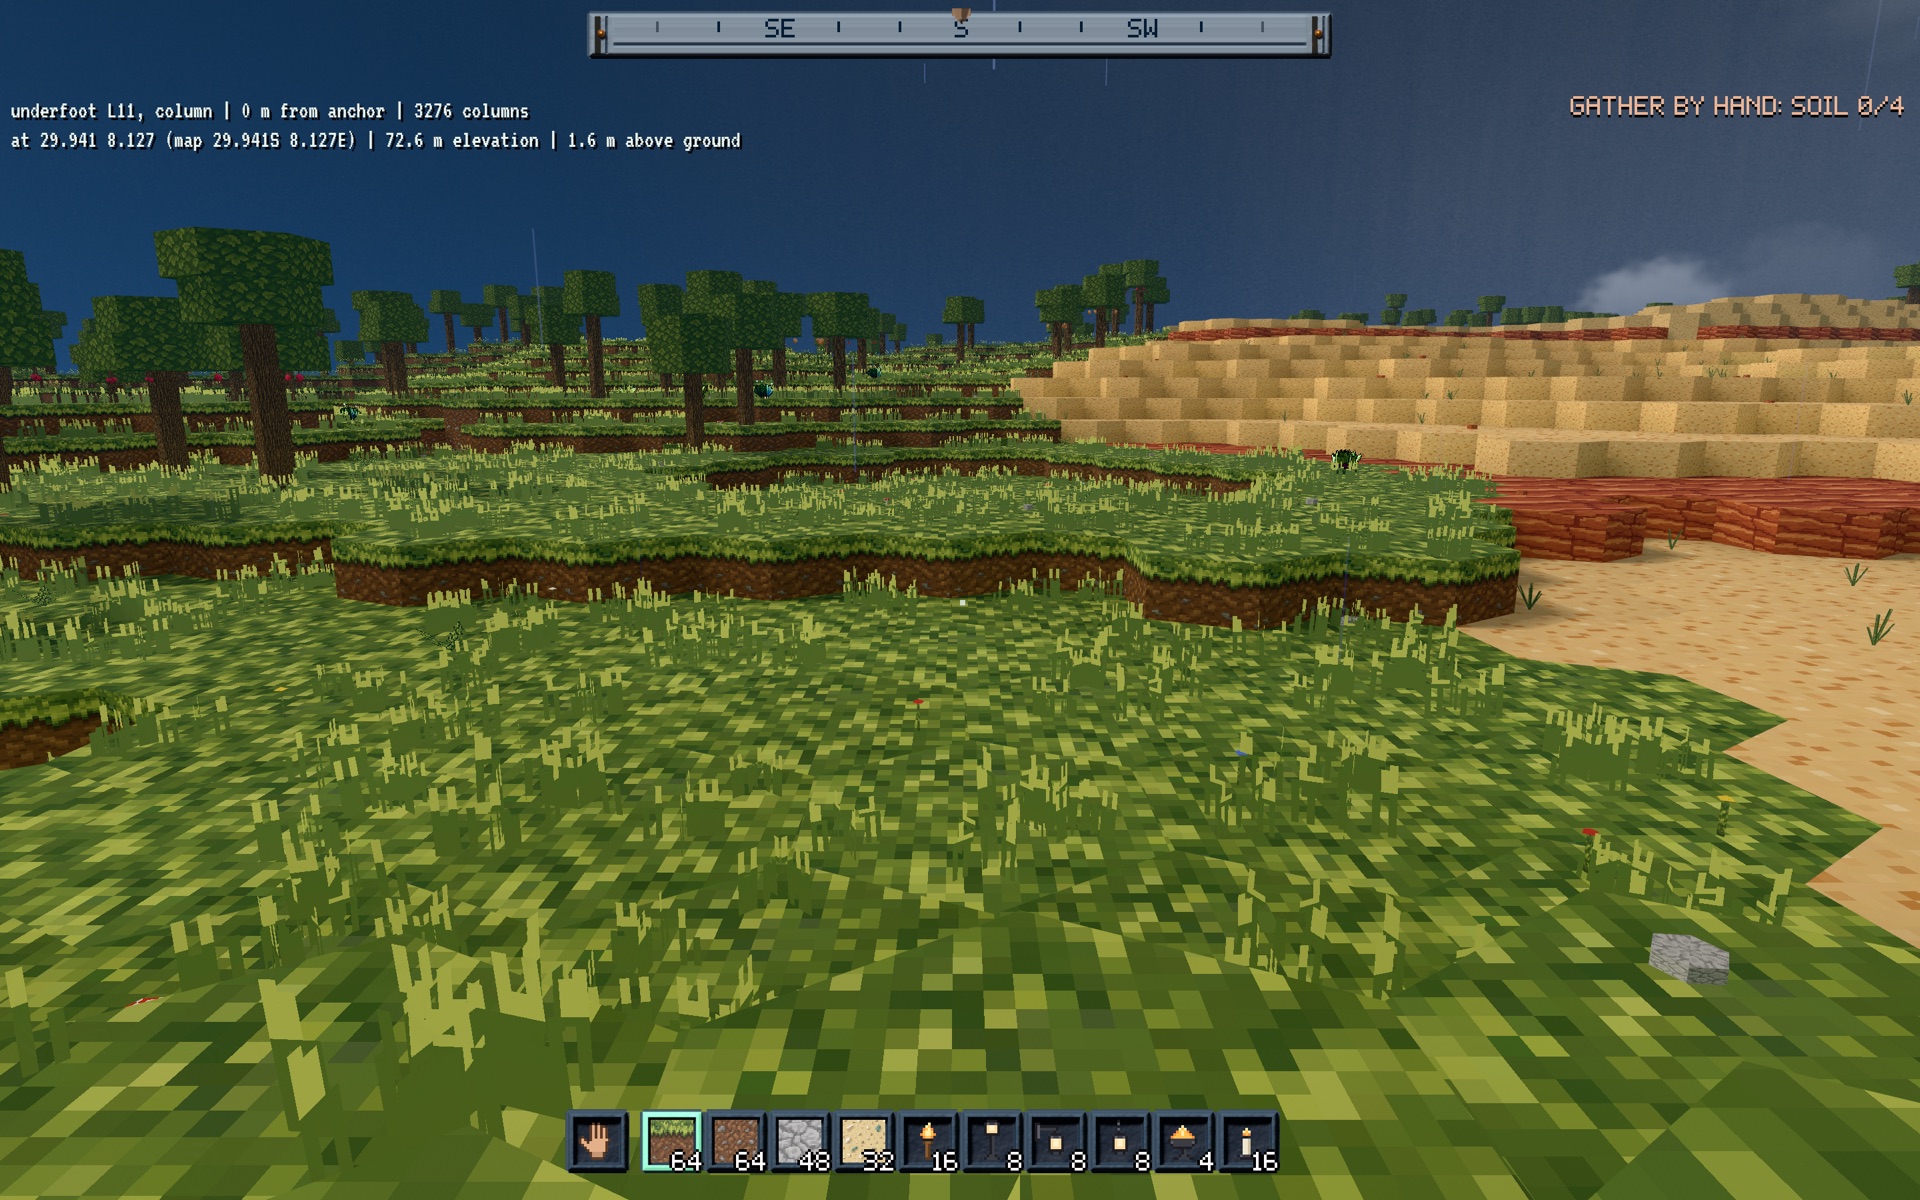 SE S SW
underfoot L11, column | 0 m from anchor | 3276 columns
at 29.941 8.127 (map 29.941S 8.127E) | 72.6 m elevation | 1.6 m above ground
GATHER BY HAND: SOIL 0/4
64 64 48 32 16 8 8 8 4 16